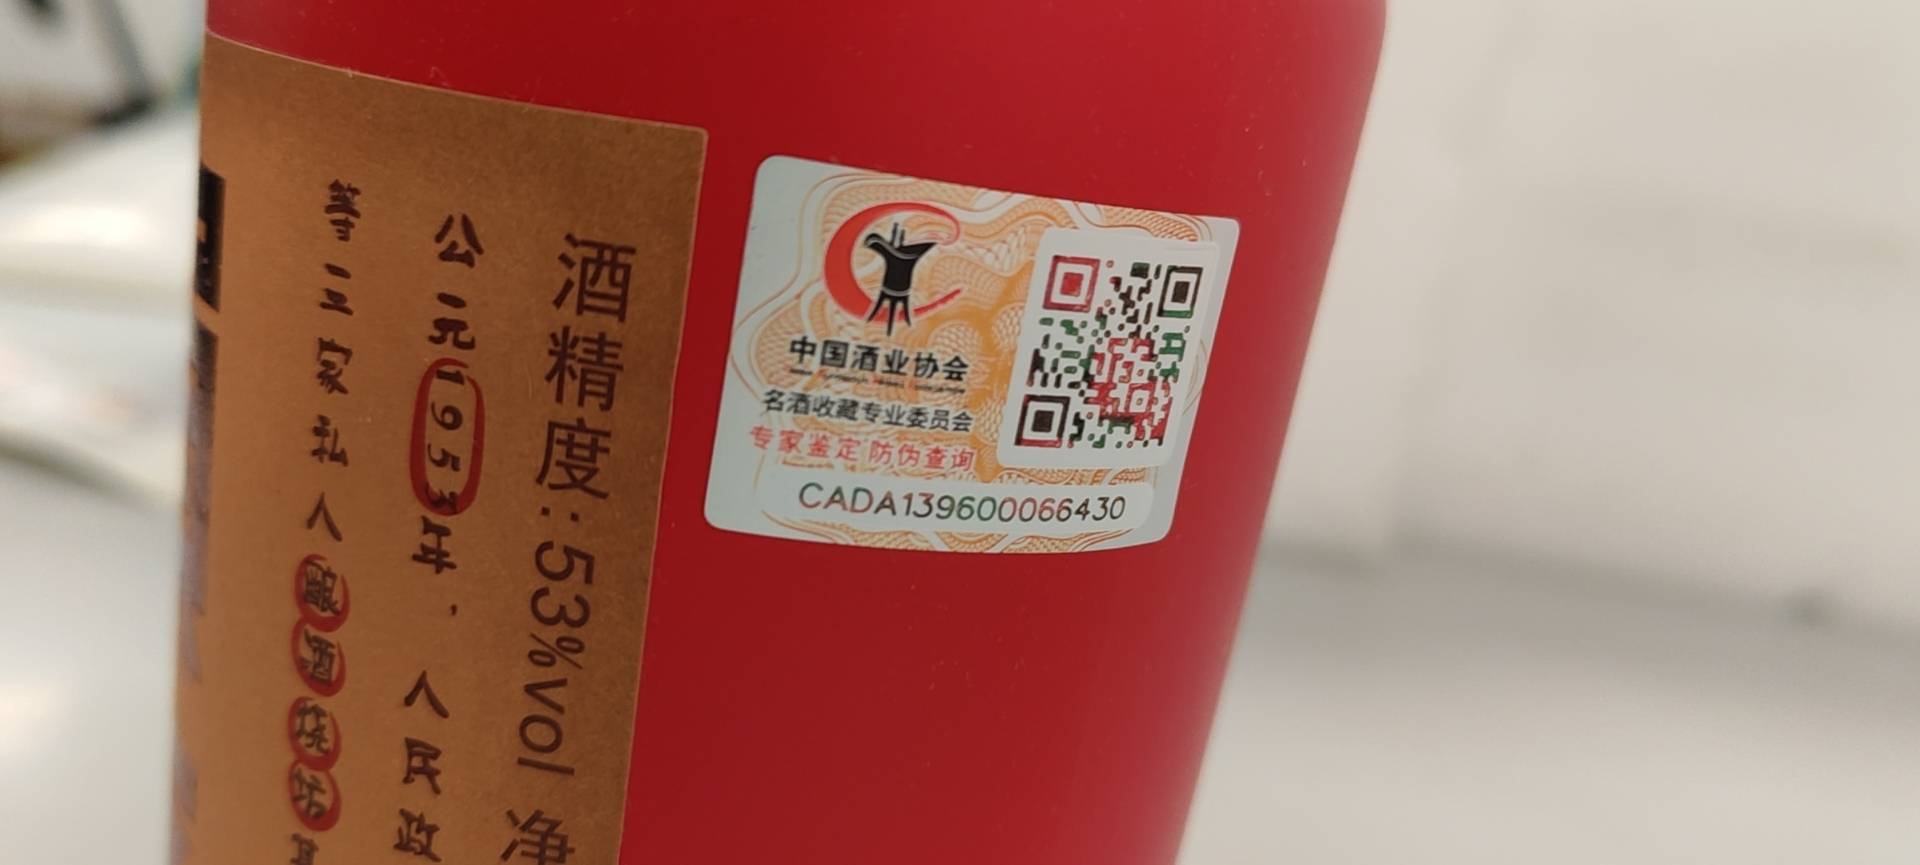 酒精度:53%vol 净
公元1953年，人民政
等三家私人酿酒烧坊基
中国酒业协会
名酒收藏专业委员会
专家鉴定 防伪查询
CADA139600066430